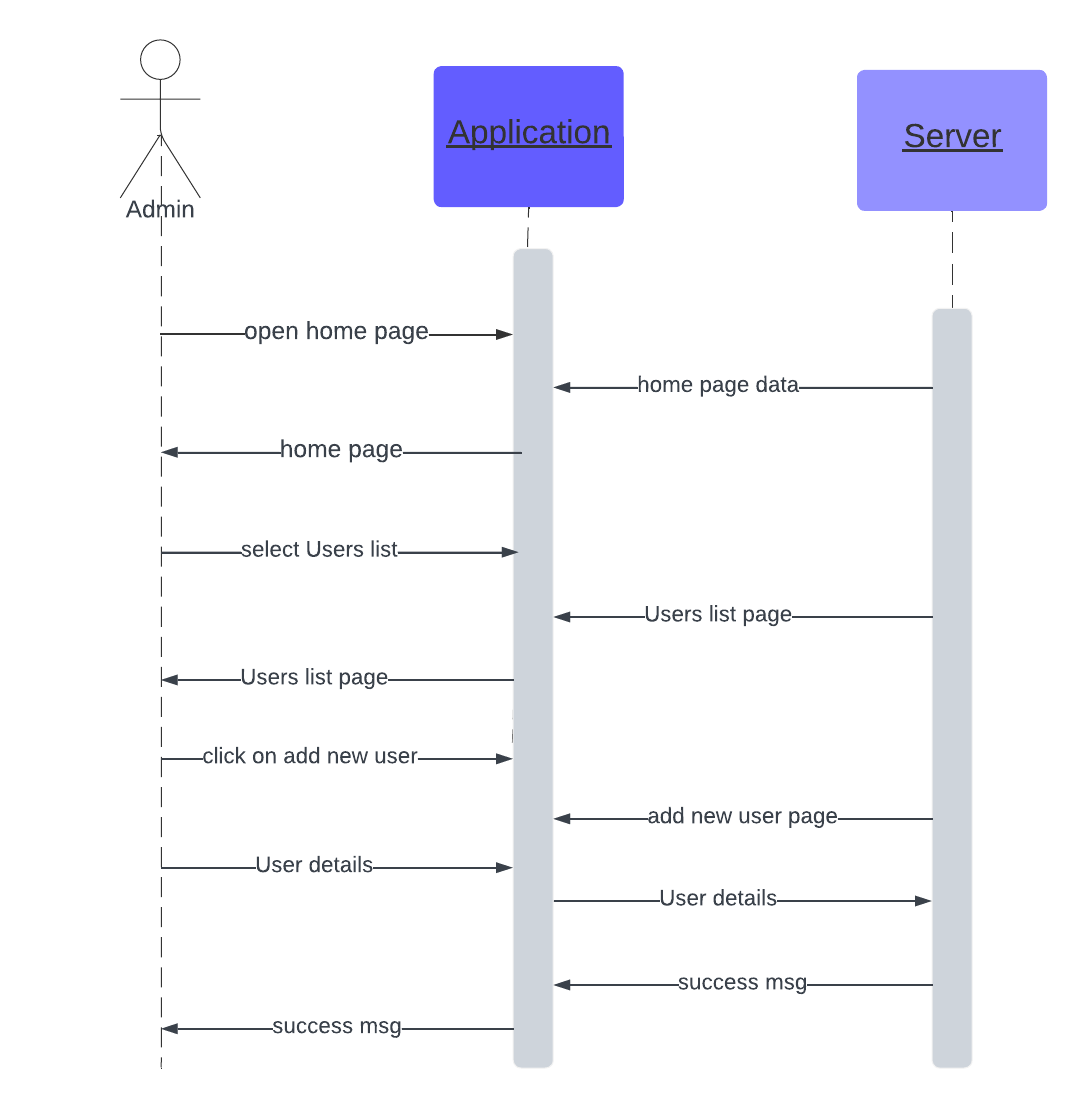 Admin
Application
Server
open home page
home page data
home page
select Users list
Users list page
Users list page
click on add new user
add new user page
User details
User details
success msg
success msg